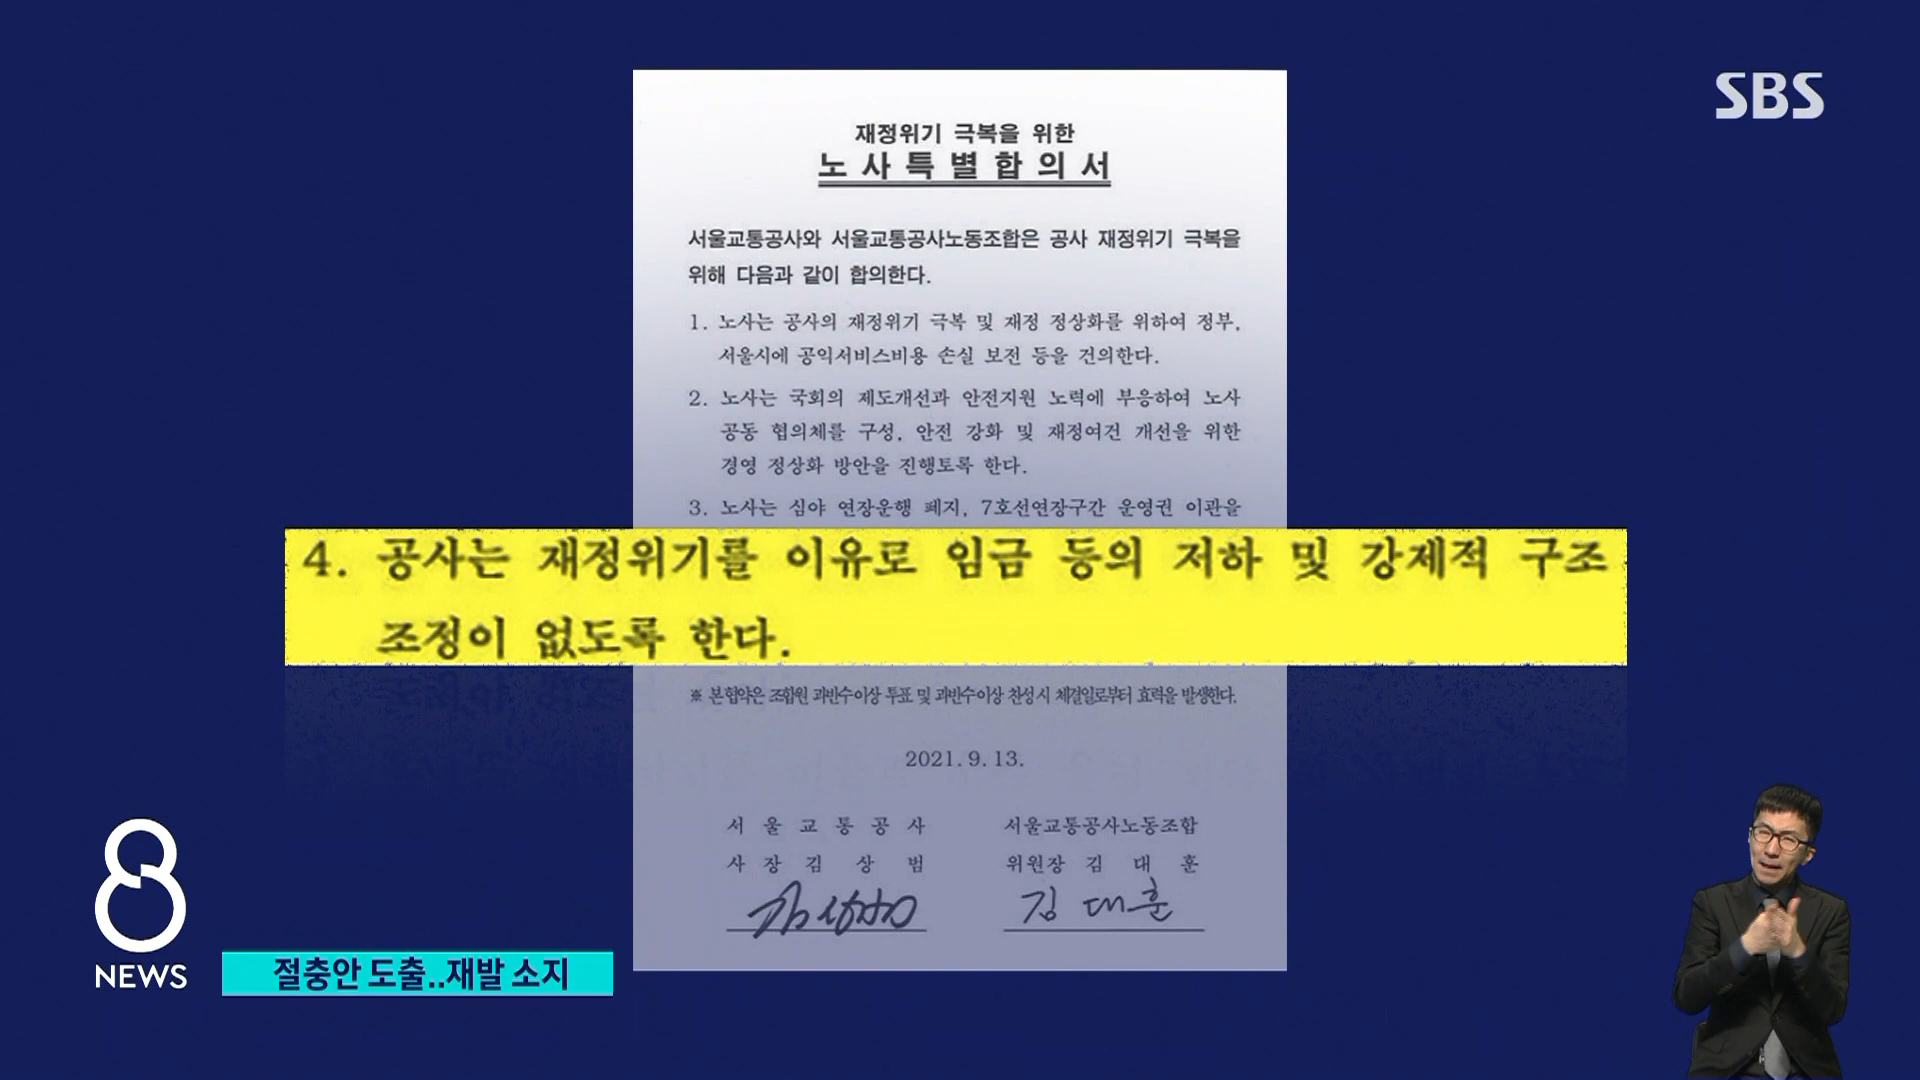 SBS
재정위기 극복을 위한
노사특별합의서
서울교통공사와 서울교통공사노동조합은 공사 재정위기 극복을
위해 다음과 같이 합의한다.
1. 노사는 공사의 재정위기 극복 및 재정 정상화를 위하여 정부,
서울시에 공익서비스비용 손실 보전 등을 건의한다.
2. 노사는 국회의 제도개선과 안전지원 노력에 부응하여 노사
공동 협의체를 구성, 안전 강화 및 재정여건 개선을 위한
경영 정상화 방안을 진행토록 한다.
3. 노사는 심야 연장운행 폐지, 7호선연장구간 운영권 이관을
4. 공사는 재정위기를 이유로 임금 등의 저하 및 강제적 구조
조정이 없도록 한다.
※ 본 협약은 조합원 과반수이상 투표 및 과반수이상 찬성 시 체결일로부터 효력을 발생한다.
2021. 9. 13.
서울교통공사 서울교통공사노동조합
사장 김상범 위원장 김대훈
김상범 김대훈
8
NEWS
절충안 도출..재발 소지